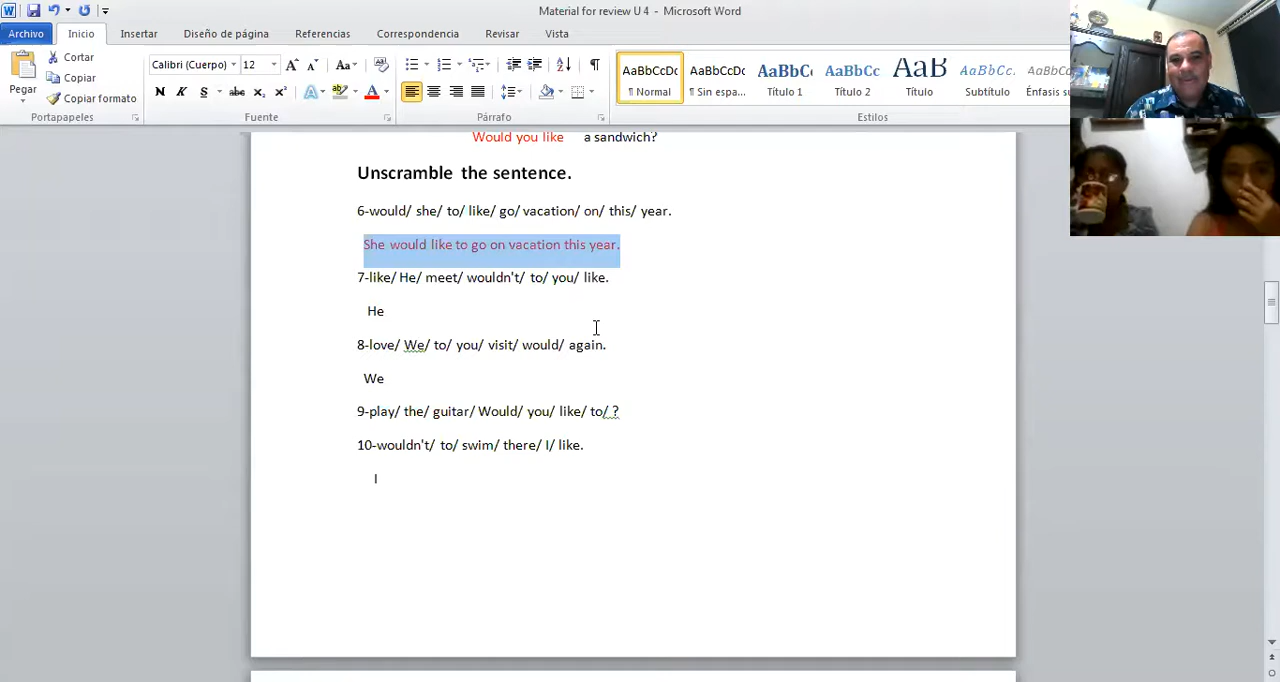 Material for review U 4 - Microsoft Word
Archivo Inicio Insertar Diseño de página Referencias Correspondencia Revisar Vista
Pegar
Cortar
Copiar
Copiar formato
Portapapeles
Calibri (Cuerpo) 12
Fuente
Párrafo
AaBbCcDc AaBbCcDc AaBbC AaBbCc AaB AaBbCc. AaBbCc
¶ Normal ¶ Sin espa... Título 1 Título 2 Título Subtítulo Énfasis s
Estilos
Would you like a sandwich?
Unscramble the sentence.
6-would/ she/ to/ like/ go/ vacation/ on/ this/ year.
She would like to go on vacation this year.
7-like/ He/ meet/ wouldn't/ to/ you/ like.
He
8-love/ We/ to/ you/ visit/ would/ again.
We
9-play/ the/ guitar/ Would/ you/ like/ to/ ?
10-wouldn't/ to/ swim/ there/ I/ like.
I